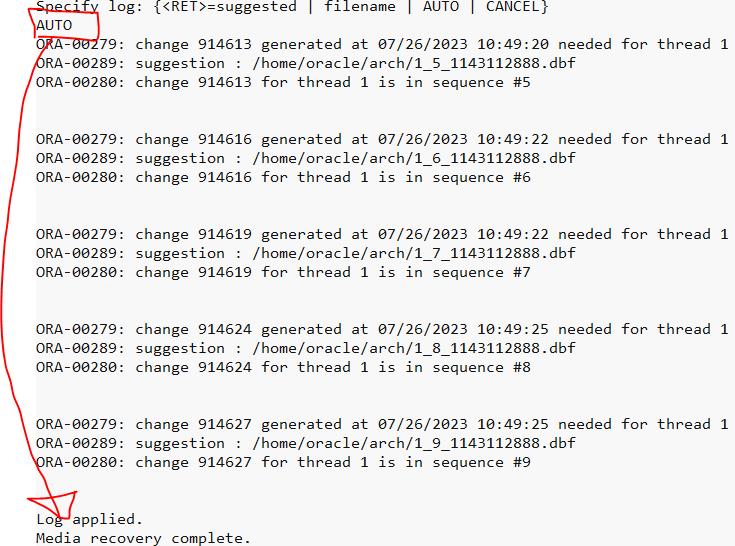 Specify log: {<RET>=suggested | filename | AUTO | CANCEL}
AUTO
ORA-00279: change 914613 generated at 07/26/2023 10:49:20 needed for thread 1
ORA-00289: suggestion : /home/oracle/arch/1_5_1143112888.dbf
ORA-00280: change 914613 for thread 1 is in sequence #5
ORA-00279: change 914616 generated at 07/26/2023 10:49:22 needed for thread 1
ORA-00289: suggestion : /home/oracle/arch/1_6_1143112888.dbf
ORA-00280: change 914616 for thread 1 is in sequence #6
ORA-00279: change 914619 generated at 07/26/2023 10:49:22 needed for thread 1
ORA-00289: suggestion : /home/oracle/arch/1_7_1143112888.dbf
ORA-00280: change 914619 for thread 1 is in sequence #7
ORA-00279: change 914624 generated at 07/26/2023 10:49:25 needed for thread 1
ORA-00289: suggestion : /home/oracle/arch/1_8_1143112888.dbf
ORA-00280: change 914624 for thread 1 is in sequence #8
ORA-00279: change 914627 generated at 07/26/2023 10:49:25 needed for thread 1
ORA-00289: suggestion : /home/oracle/arch/1_9_1143112888.dbf
ORA-00280: change 914627 for thread 1 is in sequence #9
Log applied.
Media recovery complete.